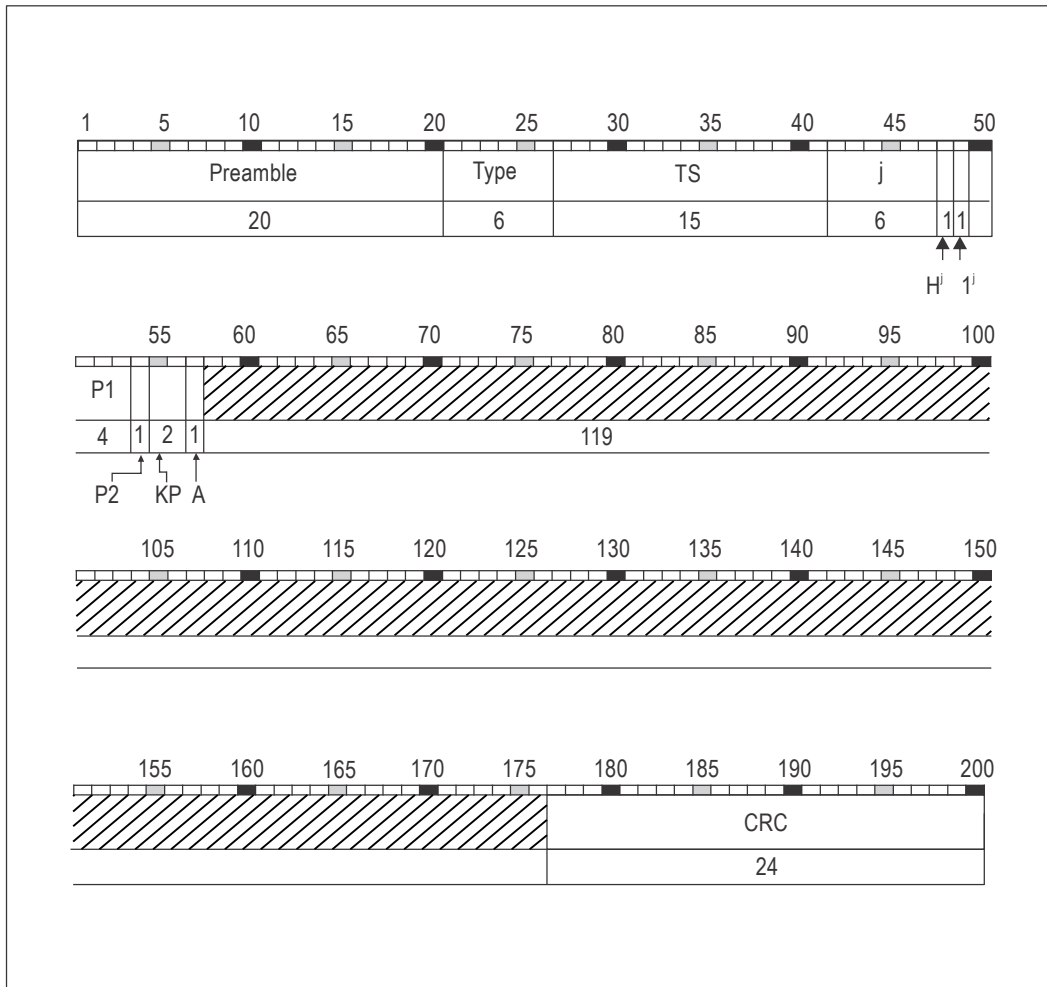 1 5 10 15 20 25 30 35 40 45 50
Preamble Type TS j
20 6 15 6 1 1
Hʲ 1ʲ
55 60 65 70 75 80 85 90 95 100
P1
4 1 2 1 119
P2 KP A
105 110 115 120 125 130 135 140 145 150
155 160 165 170 175 180 185 190 195 200
CRC
24